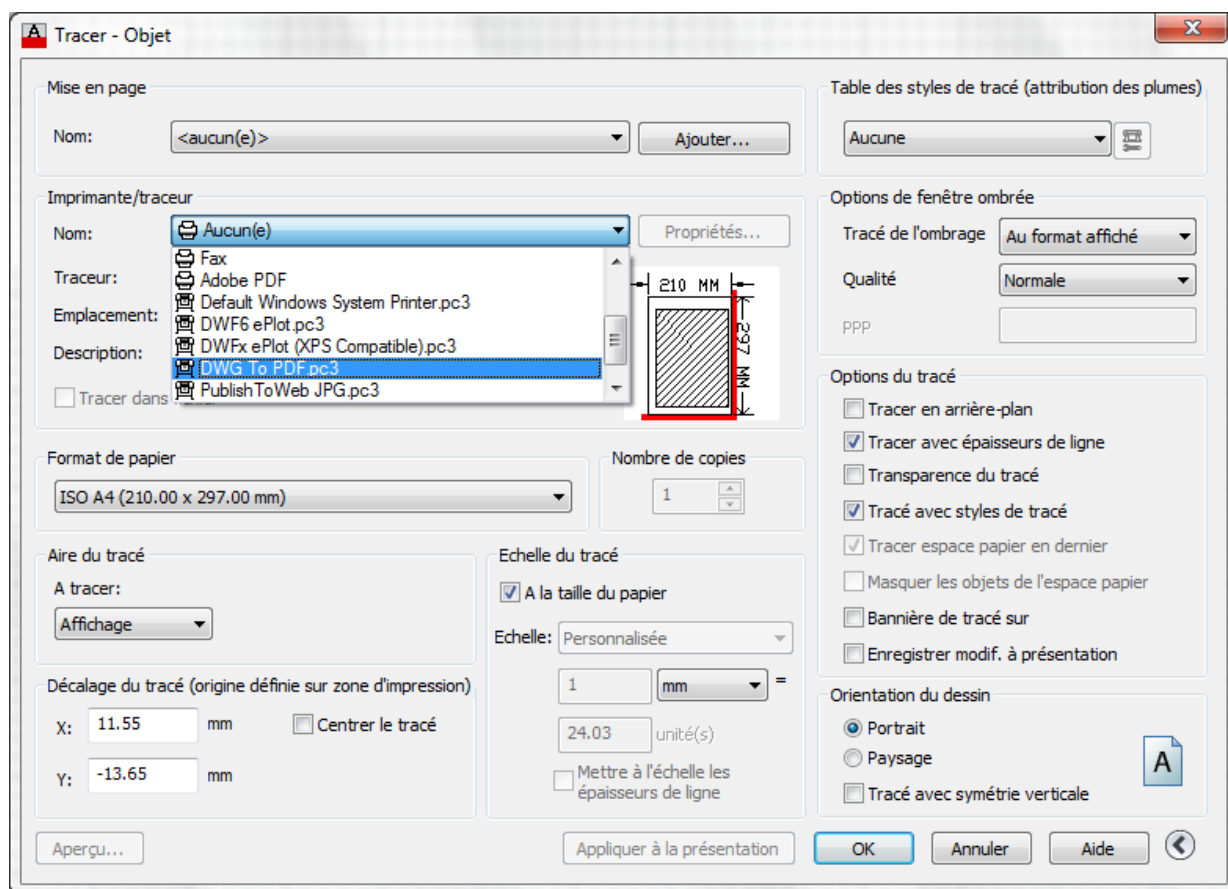 Tracer - Objet
Mise en page
Nom:
<aucun(e)>
Ajouter...
Table des styles de tracé (attribution des plumes)
Aucune
Imprimante/traceur
Nom:
Aucun(e)
Propriétés...
Traceur:
Emplacement:
Description:
Fax
Adobe PDF
Default Windows System Printer.pc3
DWF6 ePlot.pc3
DWFx ePlot (XPS Compatible).pc3
DWG To PDF.pc3
PublishToWeb JPG.pc3
Tracer dans
210 MM
297 MM
Options de fenêtre ombrée
Tracé de l'ombrage
Au format affiché
Qualité
Normale
PPP
Format de papier
ISO A4 (210.00 x 297.00 mm)
Nombre de copies
1
Options du tracé
Tracer en arrière-plan
Tracer avec épaisseurs de ligne
Transparence du tracé
Tracé avec styles de tracé
Tracer espace papier en dernier
Masquer les objets de l'espace papier
Bannière de tracé sur
Enregistrer modif. à présentation
Aire du tracé
A tracer:
Affichage
Echelle du tracé
A la taille du papier
Echelle:
Personnalisée
1
mm
=
24.03
unité(s)
Mettre à l'échelle les
épaisseurs de ligne
Décalage du tracé (origine définie sur zone d'impression)
X:
11.55
mm
Centrer le tracé
Y:
-13.65
mm
Orientation du dessin
Portrait
Paysage
Tracé avec symétrie verticale
A
Aperçu...
Appliquer à la présentation
OK
Annuler
Aide